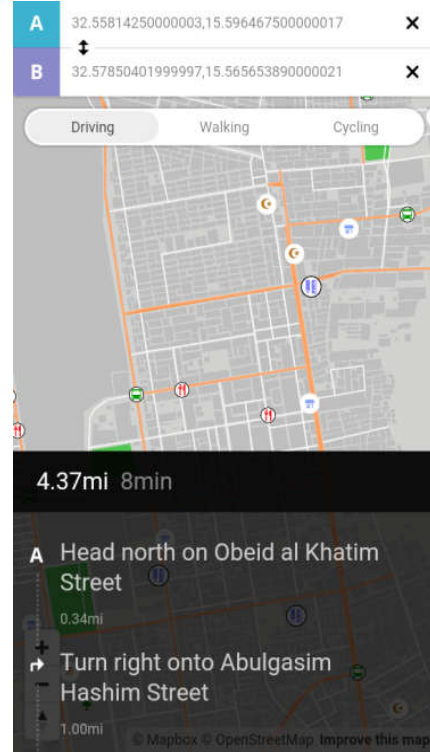 A 32.55814250000003,15.596467500000017 ×
B 32.57850401999997,15.565653890000021 ×
Driving Walking Cycling
4.37mi 8min
A Head north on Obeid al Khatim
Street
0.34mi
Turn right onto Abulgasim
Hashim Street
1.00mi
© Mapbox © OpenStreetMap Improve this map